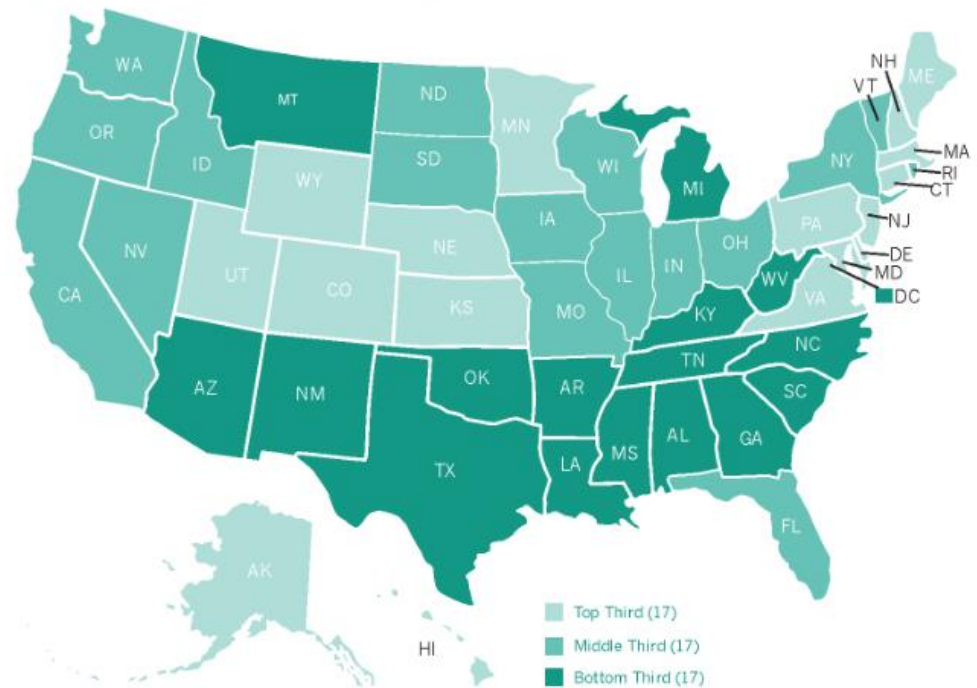 WA
MT
ND
MN
NH
VT
ME
OR
ID
SD
WI
NY
MA
RI
CT
WY
MI
IA
NE
PA
NJ
NV
UT
CO
IL
IN
OH
DE
MD
CA
KS
MO
WV
VA
DC
KY
NC
AZ
NM
OK
AR
TN
SC
TX
LA
MS
AL
GA
FL
AK
HI
Top Third (17)
Middle Third (17)
Bottom Third (17)